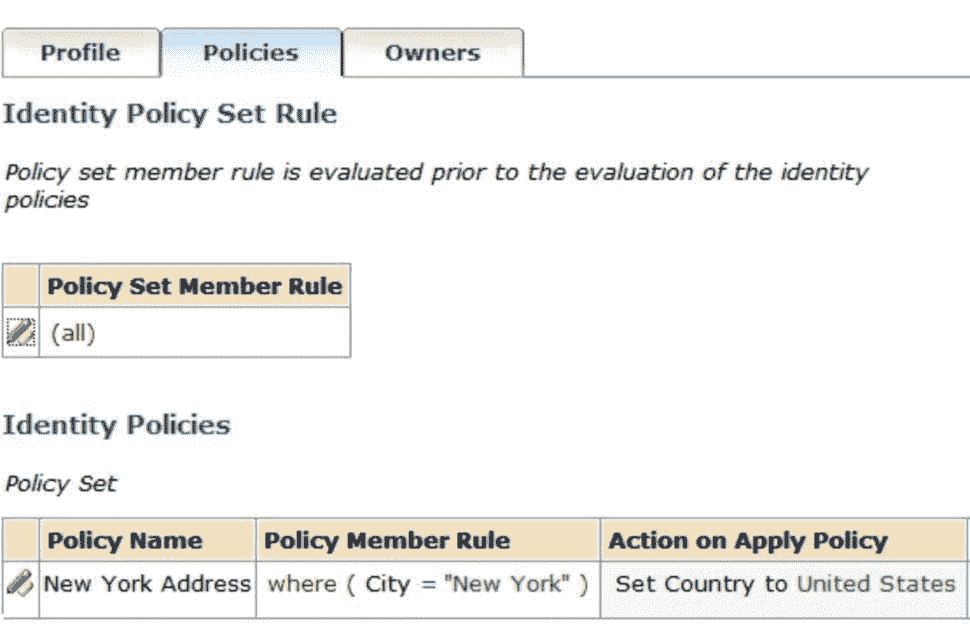 Profile Policies Owners
Identity Policy Set Rule
Policy set member rule is evaluated prior to the evaluation of the identity
policies
Policy Set Member Rule
(all)
Identity Policies
Policy Set
Policy Name Policy Member Rule Action on Apply Policy
New York Address where ( City = "New York" ) Set Country to United States